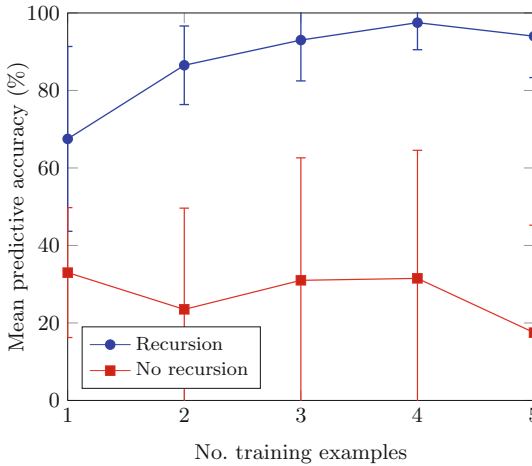 100
80
60
40
20
0
Mean predictive accuracy (%)
Recursion
No recursion
1 2 3 4 5
No. training examples